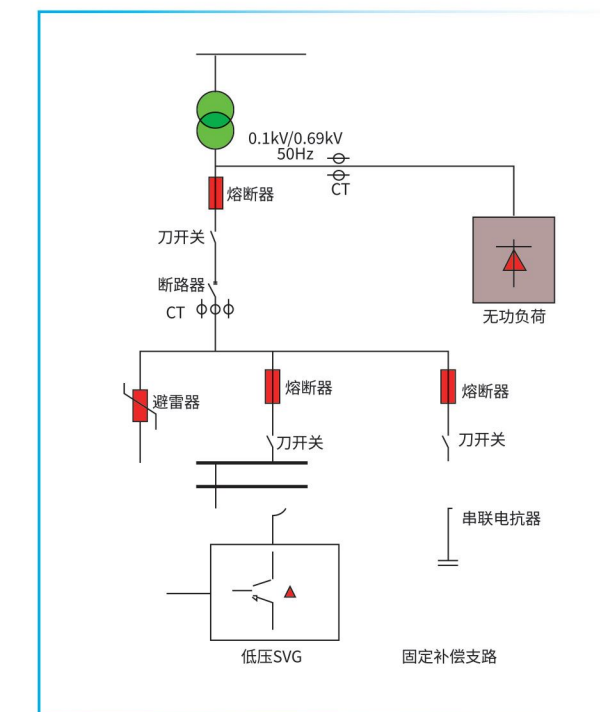 0.1kV/0.69kV
50Hz
CT
熔断器
刀开关
断路器
CT
无功负荷
避雷器
熔断器
熔断器
刀开关
刀开关
串联电抗器
低压SVG
固定补偿支路